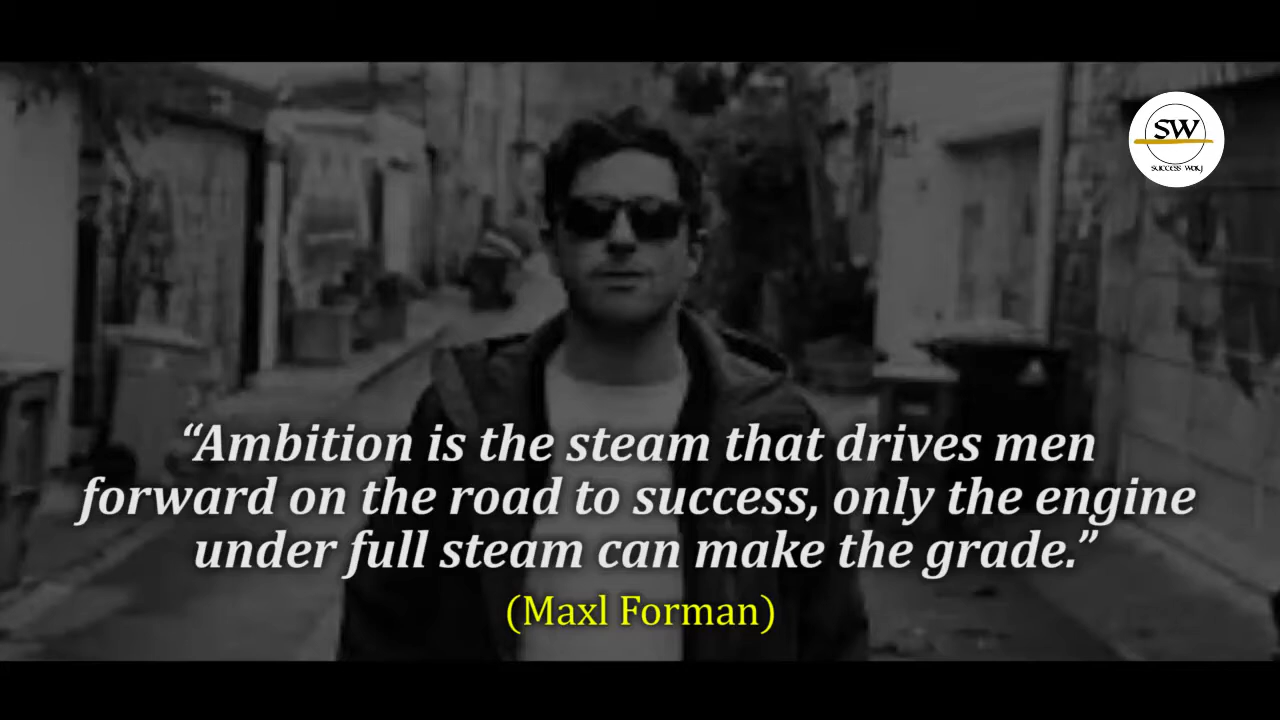 SW
SUCCESS WAY
“Ambition is the steam that drives men
forward on the road to success, only the engine
under full steam can make the grade.”
(Maxl Forman)